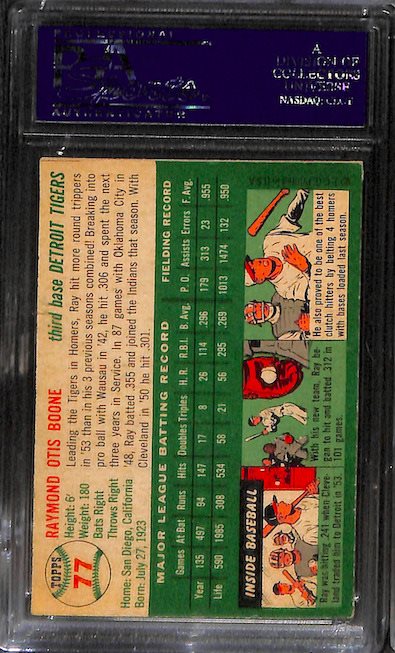 PSA
A
DIVISION OF
COLLECTORS
UNIVERSE
NASDAQ: CLCT
TOPPS
77
RAYMOND OTIS BOONE third base DETROIT TIGERS
Height: 6'
Weight: 180
Bats Right
Throws Right
Home: San Diego, California
Born: July 27, 1923
Leading the Tigers in Homers, Ray hit more round trippers
in '53 than in his 3 previous seasons combined! Breaking into
pro ball with Wausau in '42, he hit .306 and spent the next
three years in Service. In 87 games with Oklahoma City in
'48, Ray batted .355 and joined the Indians that season. With
Cleveland in '50 he hit .301.
MAJOR LEAGUE BATTING RECORD FIELDING RECORD
Games At Bat Runs Hits Doubles Triples H.R. R.B.I. B. Avg. P.O. Assists Errors F. Avg.
Year 135 497 94 147 17 8 26 114 .296 179 313 23 .955
Life 590 1985 308 534 58 21 56 295 .269 1013 1474 132 .950
INSIDE BASEBALL
Ray was hitting .241 when Cleve-
land traded him to Detroit in '53.
With his new team, Ray be-
gan to hit and batted .312 in
101 games.
He also proved to be one of the best
clutch hitters by belting 4 homers
with bases loaded last season.